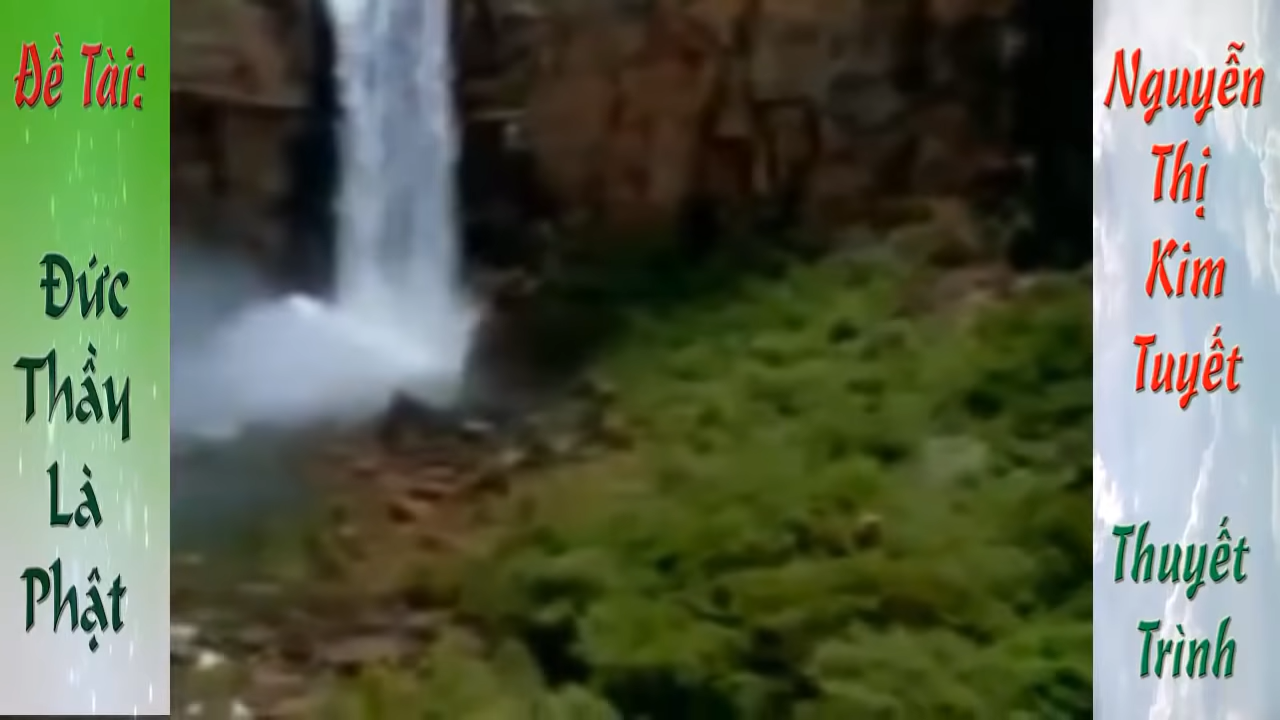 Đề Tài:
Đức
Thầy
Là
Phật
Nguyễn
Thị
Kim
Tuyết
Thuyết
Trình